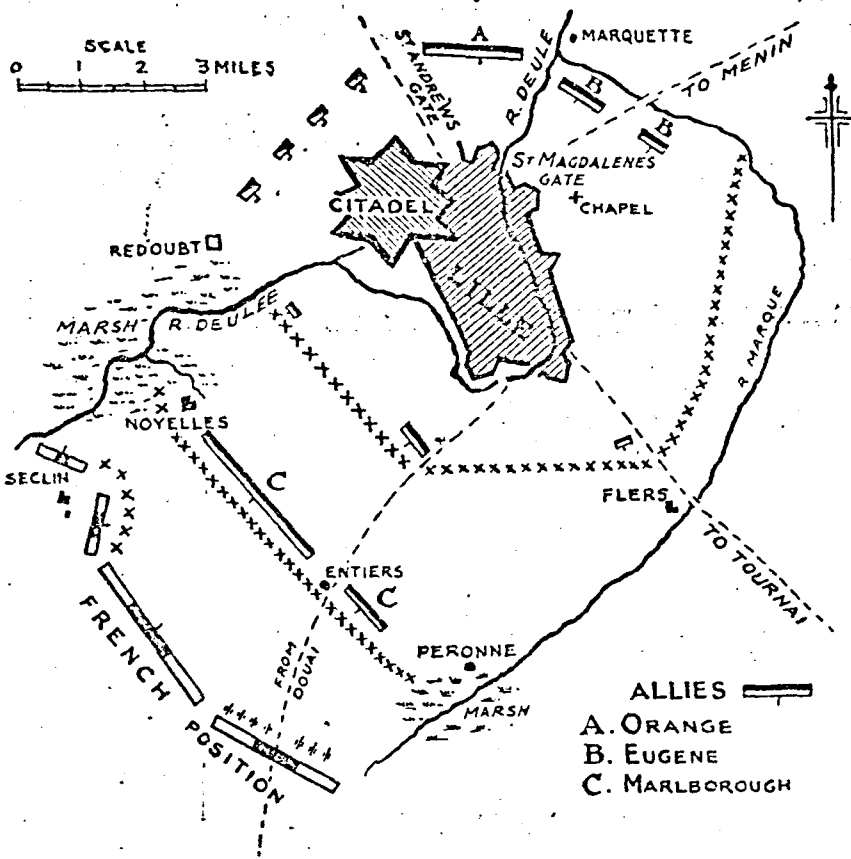 SCALE
0 1 2 3 MILES
A
MARQUETTE
ST ANDREWS
GATE
R. DEULE
B
TO MENIN
B
ST MAGDALENES
GATE
CHAPEL
CITADEL
LILLE
REDOUBT
MARSH
R. DEULEE
R MARQUE
NOYELLES
SECLIN
C
FLERS
TO TOURNAI
ENTIERS
C
FROM
DOUAI
PERONNE
MARSH
FRENCH POSITION
ALLIES
A. ORANGE
B. EUGENE
C. MARLBOROUGH